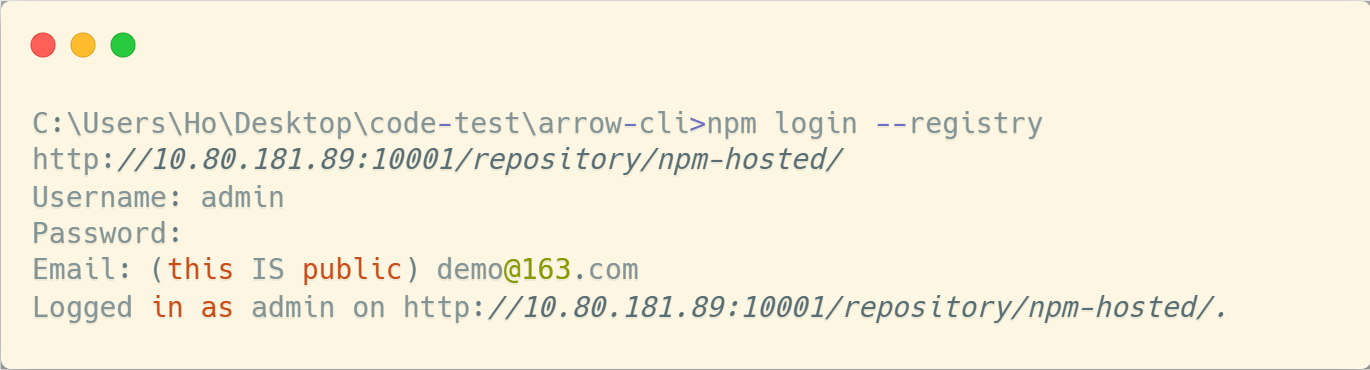 C:\Users\Ho\Desktop\code-test\arrow-cli>npm login --registry
http://10.80.181.89:10001/repository/npm-hosted/
Username: admin
Password:
Email: (this IS public) demo@163.com
Logged in as admin on http://10.80.181.89:10001/repository/npm-hosted/.